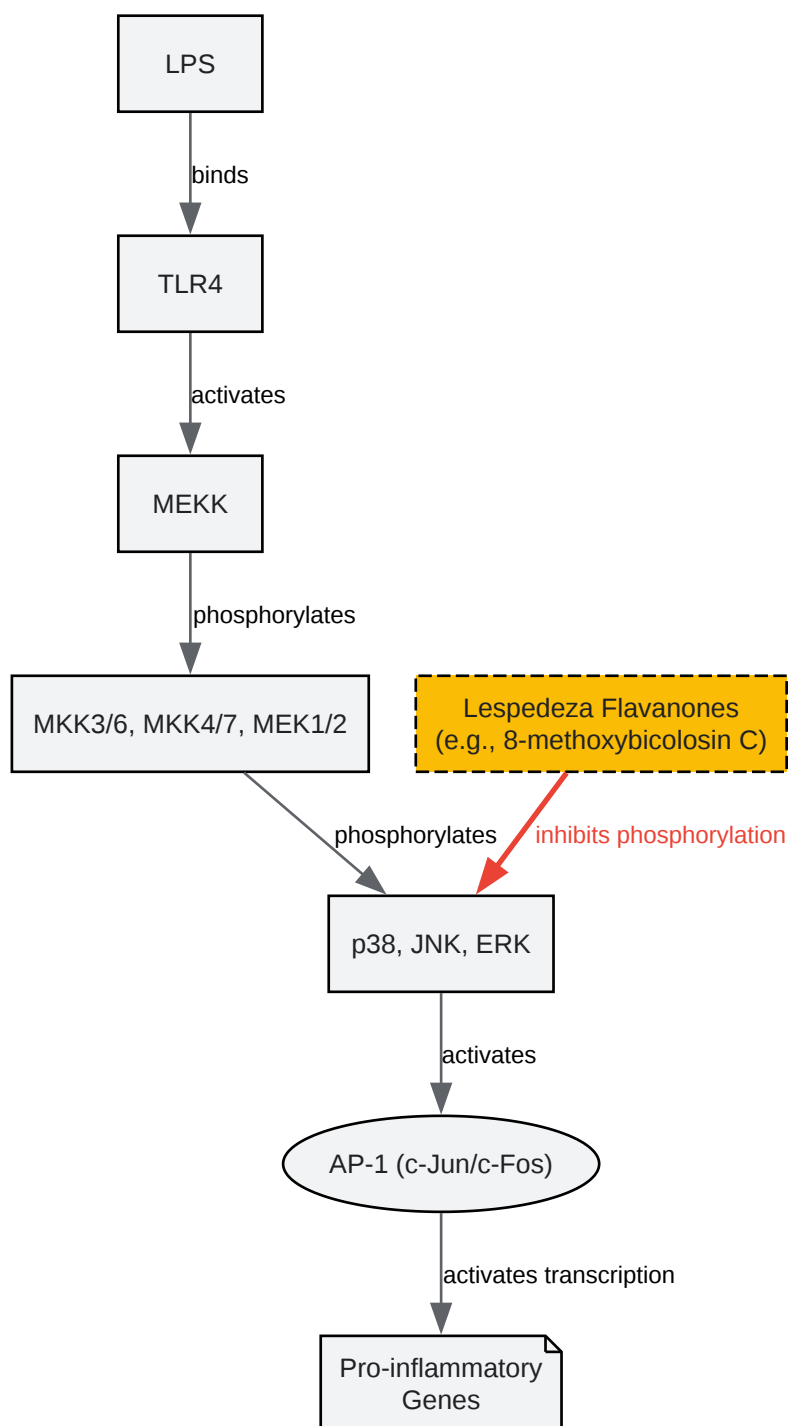 LPS
binds
TLR4
activates
MEKK
phosphorylates
MKK3/6, MKK4/7, MEK1/2
Lespedeza Flavanones
(e.g., 8-methoxybicolosin C)
phosphorylates
inhibits phosphorylation
p38, JNK, ERK
activates
AP-1 (c-Jun/c-Fos)
activates transcription
Pro-inflammatory
Genes